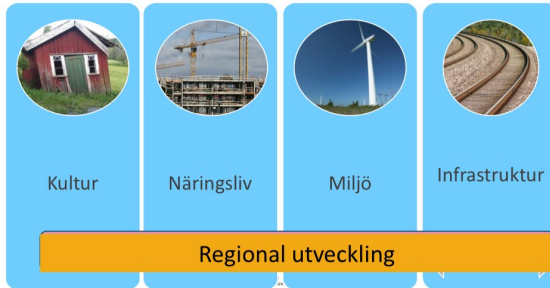 Kultur
Näringsliv
Miljö
Infrastruktur
Regional utveckling